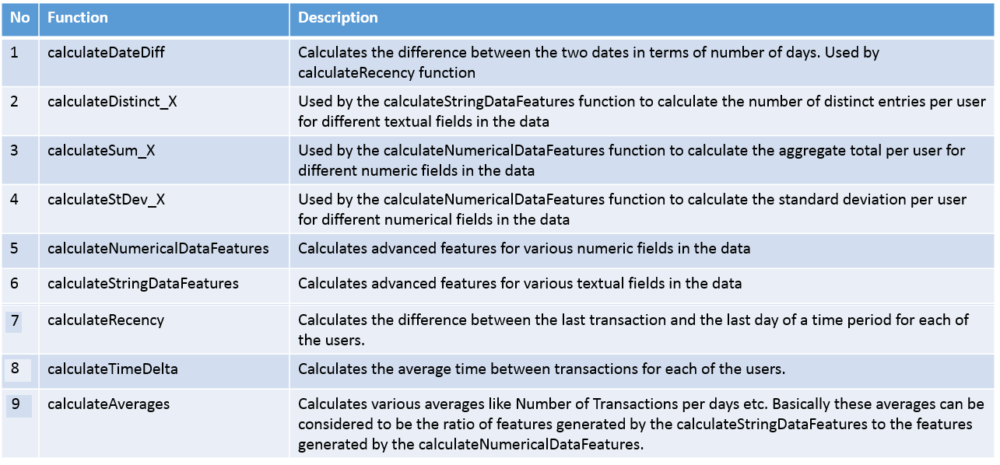 No Function Description
1 calculateDateDiff Calculates the difference between the two dates in terms of number of days. Used by
calculateRecency function
2 calculateDistinct_X Used by the calculateStringDataFeatures function to calculate the number of distinct entries per user
for different textual fields in the data
3 calculateSum_X Used by the calculateNumericalDataFeatures function to calculate the aggregate total per user for
different numeric fields in the data
4 calculateStDev_X Used by the calculateNumericalDataFeatures function to calculate the standard deviation per user
for different numerical fields in the data
5 calculateNumericalDataFeatures Calculates advanced features for various numeric fields in the data
6 calculateStringDataFeatures Calculates advanced features for various textual fields in the data
7 calculateRecency Calculates the difference between the last transaction and the last day of a time period for each of
the users.
8 calculateTimeDelta Calculates the average time between transactions for each of the users.
9 calculateAverages Calculates various averages like Number of Transactions per days etc. Basically these averages can be
considered to be the ratio of features generated by the calculateStringDataFeatures to the features
generated by the calculateNumericalDataFeatures.